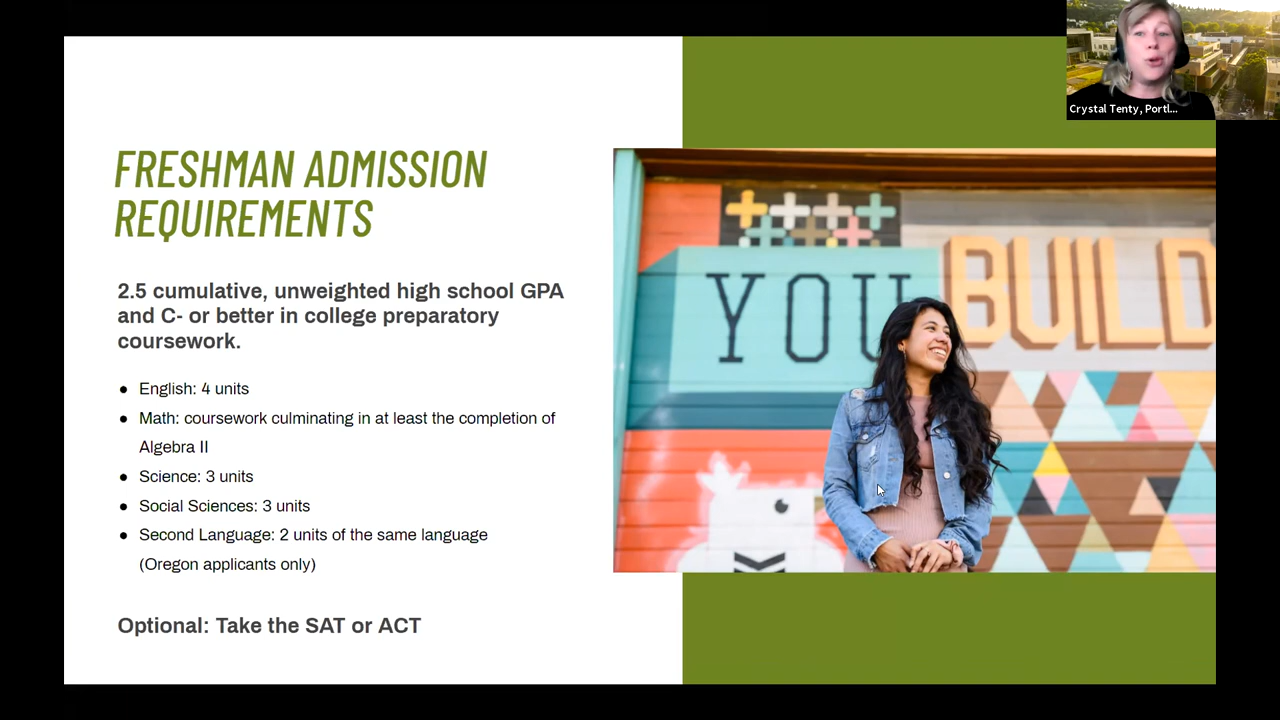 Crystal Tenty, Portl...
FRESHMAN ADMISSION
REQUIREMENTS
2.5 cumulative, unweighted high school GPA
and C- or better in college preparatory
coursework.
● English: 4 units
● Math: coursework culminating in at least the completion of
Algebra II
● Science: 3 units
● Social Sciences: 3 units
● Second Language: 2 units of the same language
(Oregon applicants only)
Optional: Take the SAT or ACT
YOU
BUILD